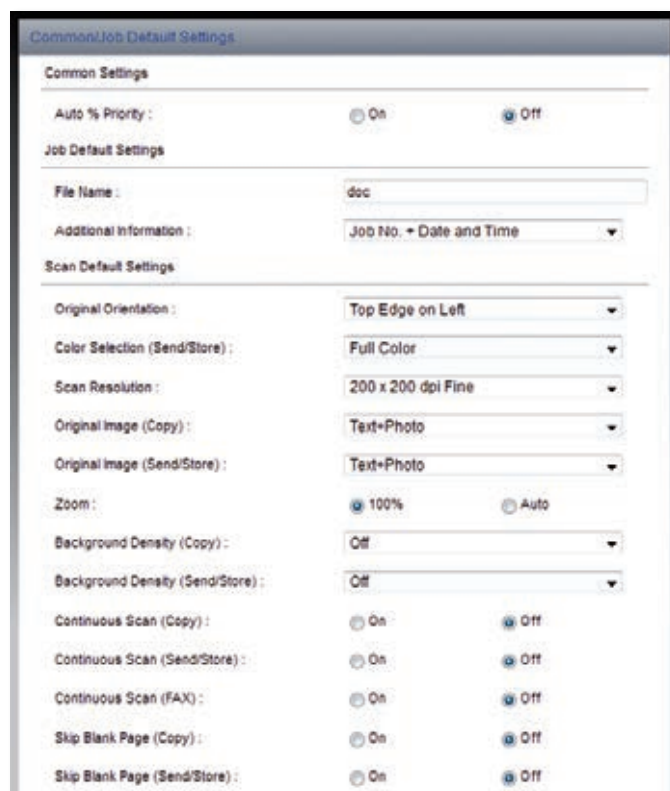 Common/Job Default Settings
Common Settings
Auto % Priority : On Off
Job Default Settings
File Name : doc
Additional Information : Job No. + Date and Time
Scan Default Settings
Original Orientation : Top Edge on Left
Color Selection (Send/Store) : Full Color
Scan Resolution : 200 x 200 dpi Fine
Original Image (Copy) : Text+Photo
Original Image (Send/Store) : Text+Photo
Zoom : 100% Auto
Background Density (Copy) : Off
Background Density (Send/Store) : Off
Continuous Scan (Copy) : On Off
Continuous Scan (Send/Store) : On Off
Continuous Scan (FAX) : On Off
Skip Blank Page (Copy) : On Off
Skip Blank Page (Send/Store) : On Off